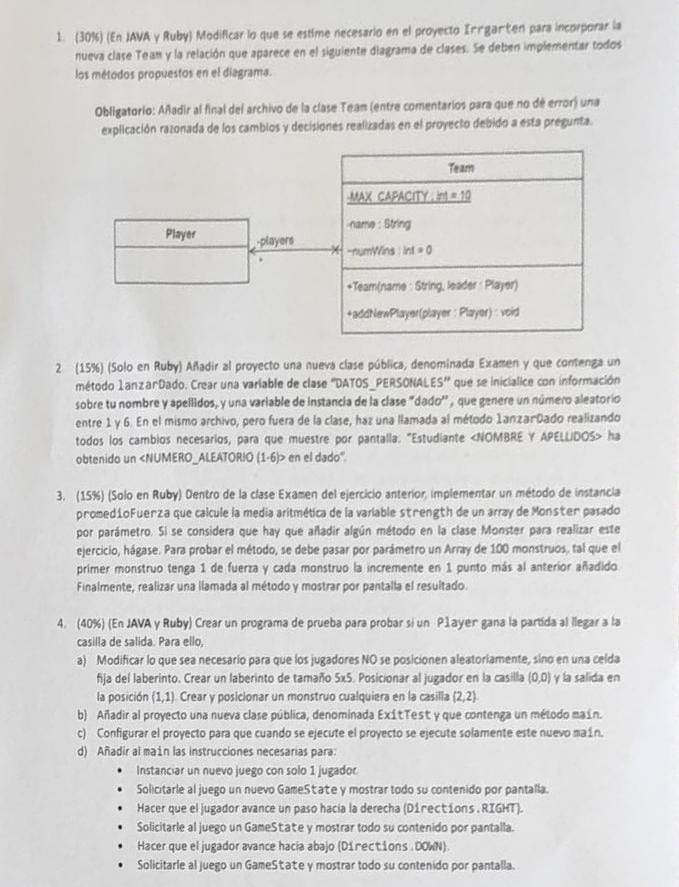 1. (30%) (En JAVA y Ruby) Modificar lo que se estime necesario en el proyecto Irrgarten para incorporar la
nueva clase Team y la relación que aparece en el siguiente diagrama de clases. Se deben implementar todos
los métodos propuestos en el diagrama.
Obligatorio: Añadir al final del archivo de la clase Team (entre comentarios para que no dé error) una
explicación razonada de los cambios y decisiones realizadas en el proyecto debido a esta pregunta.
Team
-MAX_CAPACITY : int = 10
-name : String
-numWins : int = 0
+Team(name : String, leader : Player)
+addNewPlayer(player : Player) : void
Player
-players
*
2. (15%) (Solo en Ruby) Añadir al proyecto una nueva clase pública, denominada Examen y que contenga un
método lanzarDado. Crear una variable de clase "DATOS_PERSONALES" que se inicialice con información
sobre tu nombre y apellidos, y una variable de instancia de la clase "dado", que genere un número aleatorio
entre 1 y 6. En el mismo archivo, pero fuera de la clase, haz una llamada al método lanzarDado realizando
todos los cambios necesarios, para que muestre por pantalla: "Estudiante <NOMBRE Y APELLIDOS> ha
obtenido un <NUMERO_ALEATORIO (1-6)> en el dado".
3. (15%) (Solo en Ruby) Dentro de la clase Examen del ejercicio anterior, implementar un método de instancia
promedioFuerza que calcule la media aritmética de la variable strength de un array de Monster pasado
por parámetro. Si se considera que hay que añadir algún método en la clase Monster para realizar este
ejercicio, hágase. Para probar el método, se debe pasar por parámetro un Array de 100 monstruos, tal que el
primer monstruo tenga 1 de fuerza y cada monstruo la incremente en 1 punto más al anterior añadido.
Finalmente, realizar una llamada al método y mostrar por pantalla el resultado.
4. (40%) (En JAVA y Ruby) Crear un programa de prueba para probar si un Player gana la partida al llegar a la
casilla de salida. Para ello,
a) Modificar lo que sea necesario para que los jugadores NO se posicionen aleatoriamente, sino en una celda
fija del laberinto. Crear un laberinto de tamaño 5x5. Posicionar al jugador en la casilla (0,0) y la salida en
la posición (1,1). Crear y posicionar un monstruo cualquiera en la casilla (2,2).
b) Añadir al proyecto una nueva clase pública, denominada ExitTest y que contenga un método main.
c) Configurar el proyecto para que cuando se ejecute el proyecto se ejecute solamente este nuevo main.
d) Añadir al main las instrucciones necesarias para:
• Instanciar un nuevo juego con solo 1 jugador.
• Solicitarle al juego un nuevo GameState y mostrar todo su contenido por pantalla.
• Hacer que el jugador avance un paso hacia la derecha (Directions.RIGHT).
• Solicitarle al juego un GameState y mostrar todo su contenido por pantalla.
• Hacer que el jugador avance hacia abajo (Directions.DOWN).
• Solicitarle al juego un GameState y mostrar todo su contenido por pantalla.